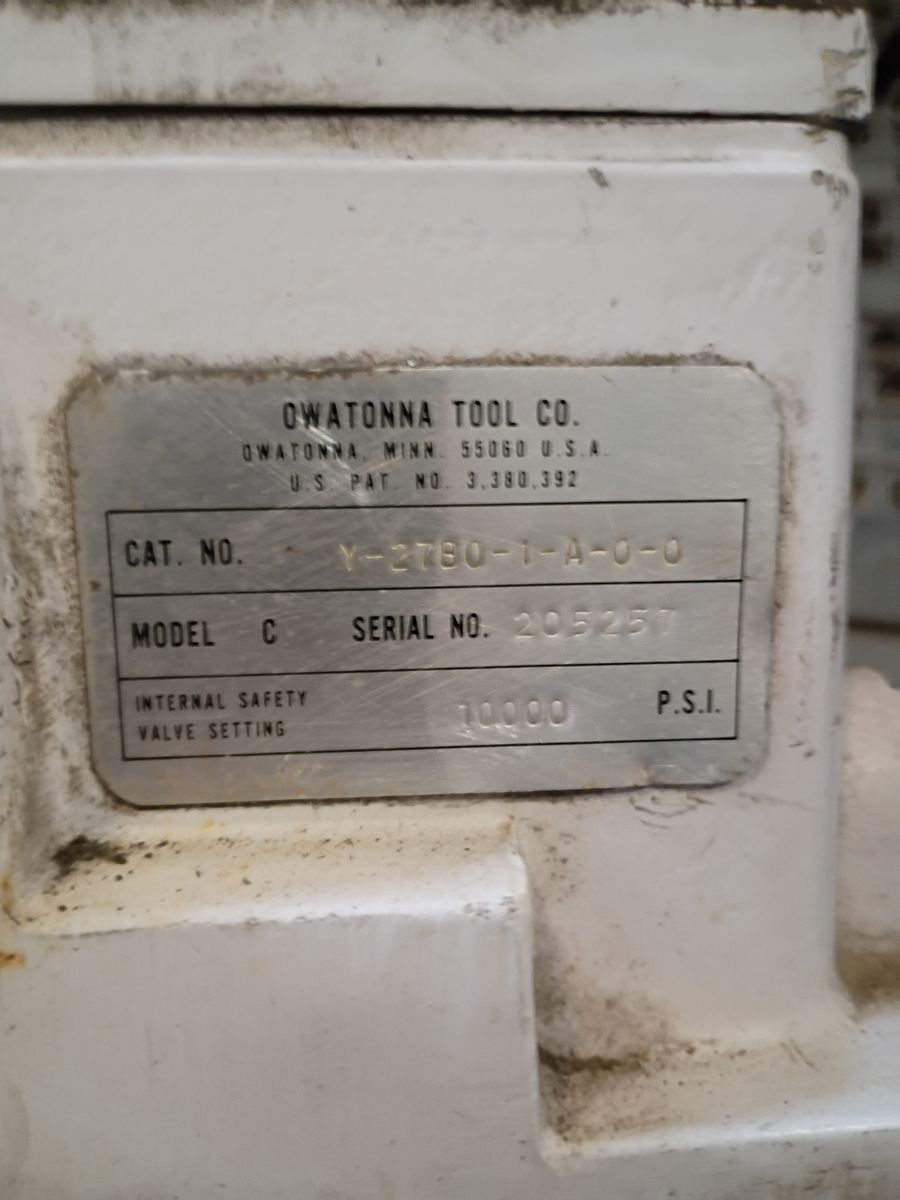 OWATONNA TOOL CO.
OWATONNA, MINN. 55060 U.S.A.
U.S. PAT. NO. 3,380,392
CAT. NO. Y-27B0-1-A-0-0
MODEL C SERIAL NO. 205257
INTERNAL SAFETY
VALVE SETTING 10000 P.S.I.